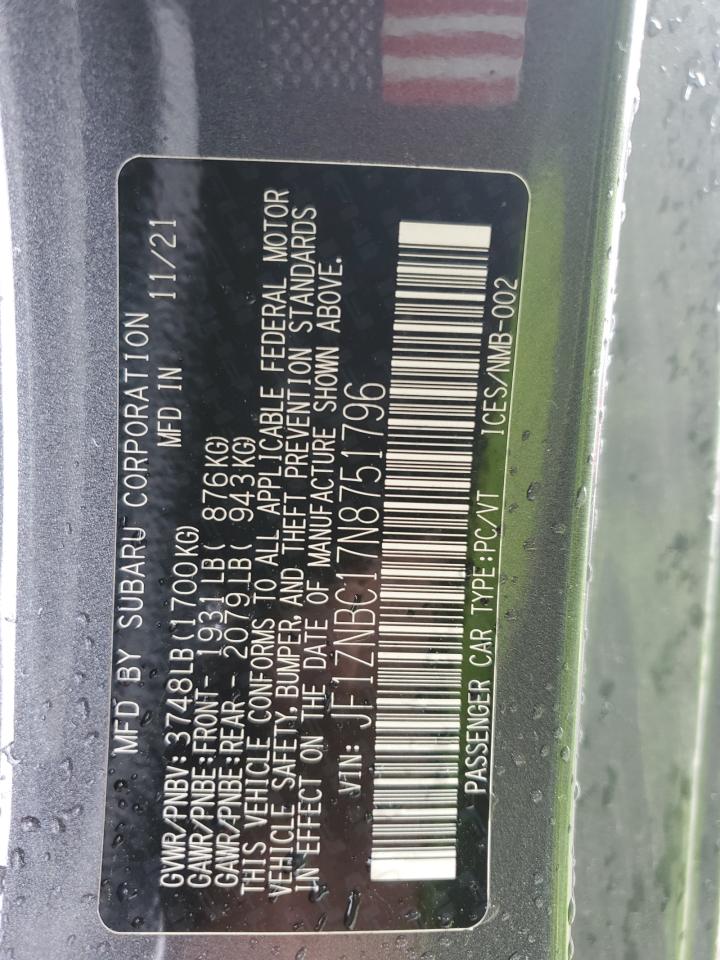 MFD BY SUBARU CORPORATION
MFD IN 11/21
GVWR/PNBV: 3748LB(1700KG)
GAWR/PNBE:FRONT- 1931LB( 876KG)
GAWR/PNBE:REAR - 2079LB( 943KG)
THIS VEHICLE CONFORMS TO ALL APPLICABLE FEDERAL MOTOR
VEHICLE SAFETY, BUMPER, AND THEFT PREVENTION STANDARDS
IN EFFECT ON THE DATE OF MANUFACTURE SHOWN ABOVE.
VIN: JF1ZNBC17N8751796
PASSENGER CAR TYPE:PC/VT ICES/NMB-002